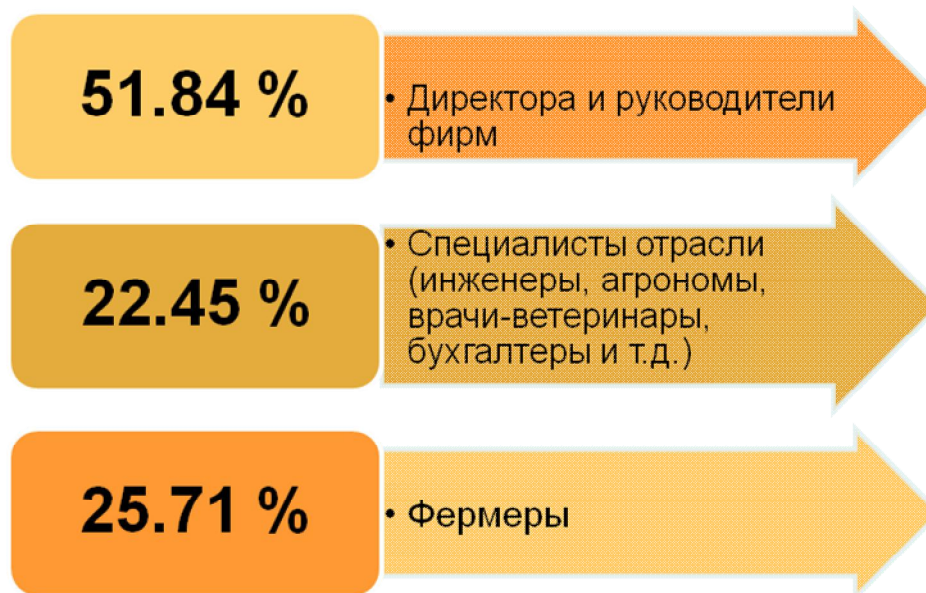 51.84 %
• Директора и руководители
фирм
22.45 %
• Специалисты отрасли
(инженеры, агрономы,
врачи-ветеринары,
бухгалтеры и т.д.)
25.71 %
• Фермеры